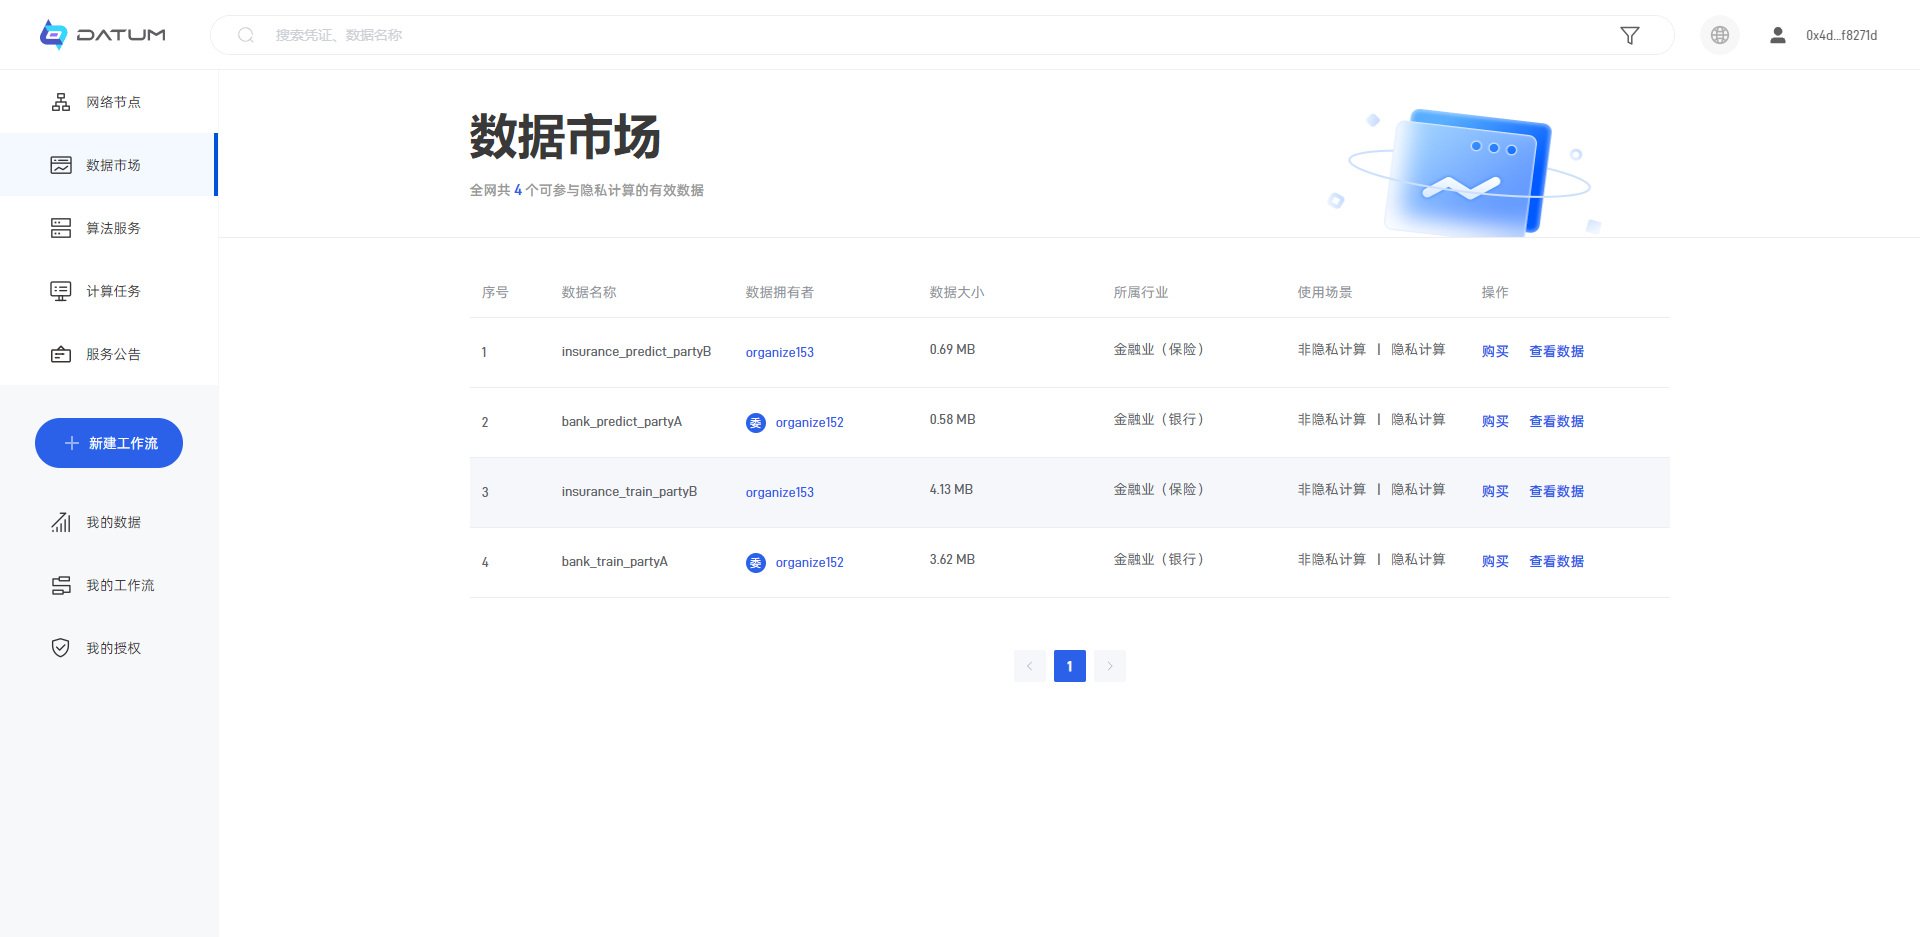 DATUM
搜索凭证、数据名称
0x4d...f8271d
网络节点
数据市场
算法服务
计算任务
服务公告
新建工作流
我的数据
我的工作流
我的授权
数据市场
全网共 4 个可参与隐私计算的有效数据
序号 数据名称 数据拥有者 数据大小 所属行业 使用场景 操作
1 insurance_predict_partyB organize153 0.69 MB 金融业（保险） 非隐私计算 | 隐私计算 购买 查看数据
2 bank_predict_partyA 委 organize152 0.58 MB 金融业（银行） 非隐私计算 | 隐私计算 购买 查看数据
3 insurance_train_partyB organize153 4.13 MB 金融业（保险） 非隐私计算 | 隐私计算 购买 查看数据
4 bank_train_partyA 委 organize152 3.62 MB 金融业（银行） 非隐私计算 | 隐私计算 购买 查看数据
1